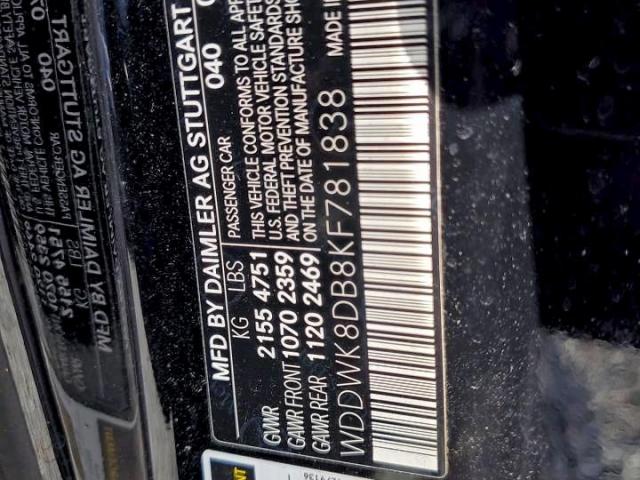 MFD BY DAIMLER AG STUTTGART
040
KG LBS PASSENGER CAR
GVWR 2155 4751 THIS VEHICLE CONFORMS TO ALL
GAWR FRONT 1070 2359 U.S. FEDERAL MOTOR VEHICLE SAFE
GAWR REAR 1120 2469 AND THEFT PREVENTION STANDARDS
ON THE DATE OF MANUFACTURE SHO
WDDWK8DB8KF781838 MADE IN